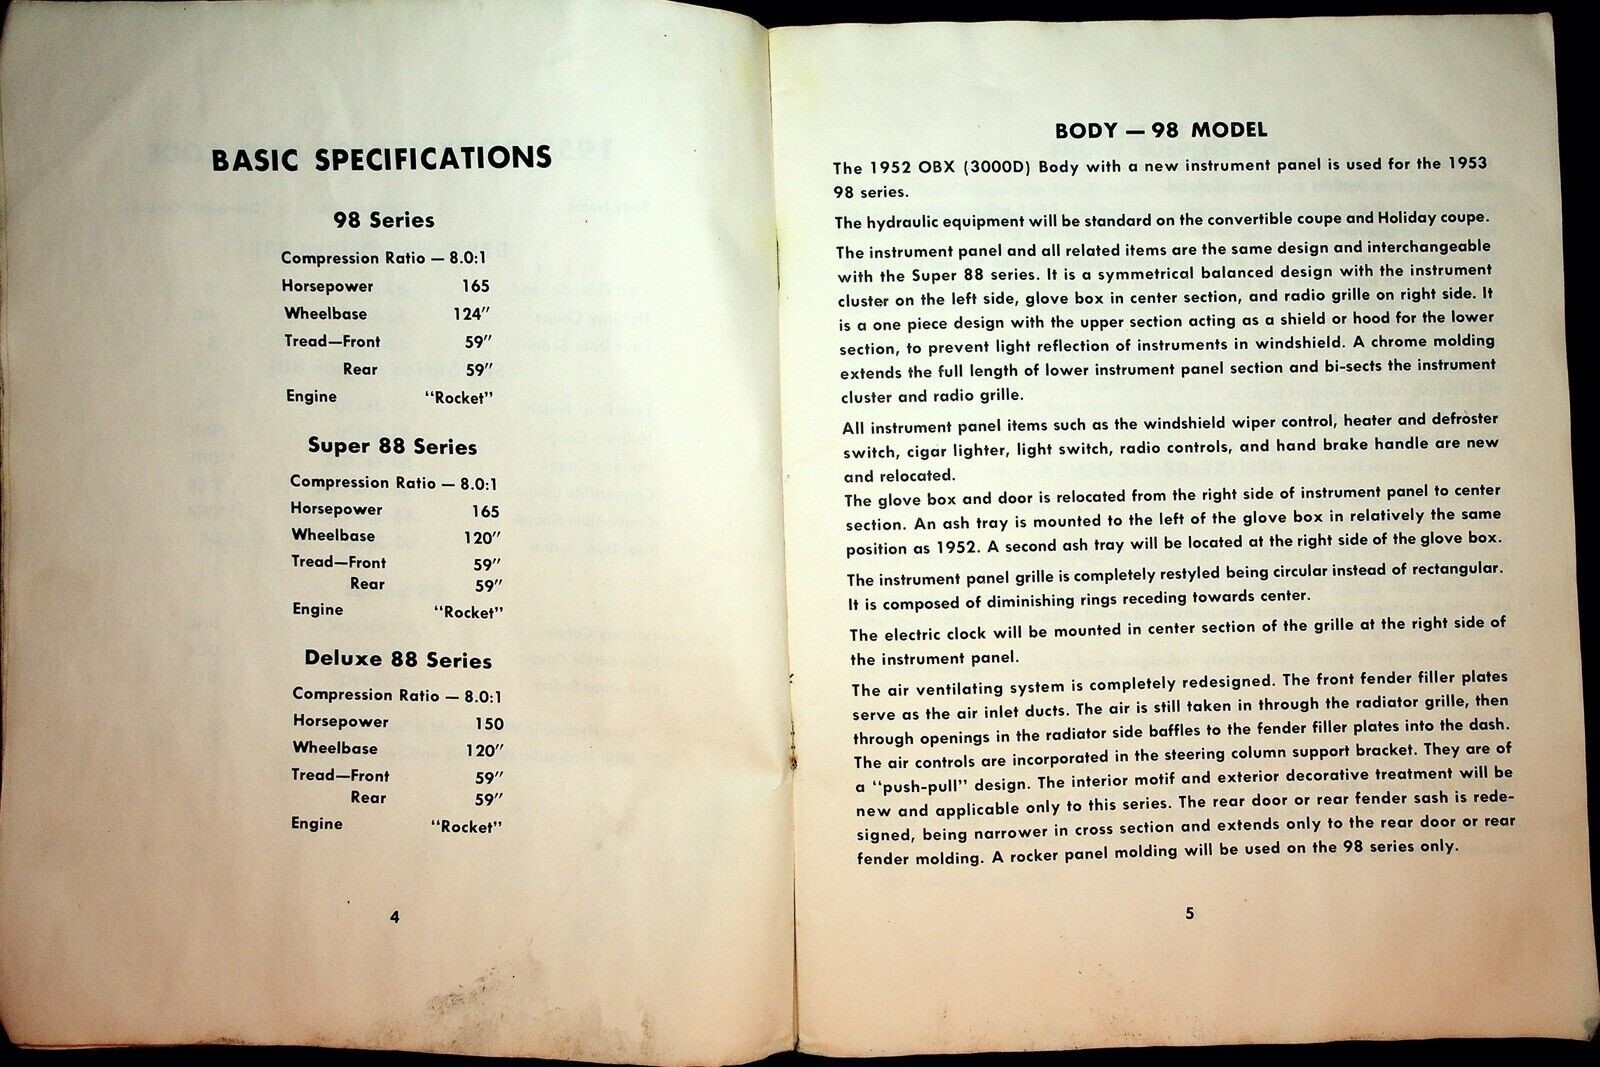 BASIC SPECIFICATIONS
98 Series
Compression Ratio — 8.0:1
Horsepower 165
Wheelbase 124″
Tread—Front 59″
Rear 59″
Engine “Rocket”
Super 88 Series
Compression Ratio — 8.0:1
Horsepower 165
Wheelbase 120″
Tread—Front 59″
Rear 59″
Engine “Rocket”
Deluxe 88 Series
Compression Ratio — 8.0:1
Horsepower 150
Wheelbase 120″
Tread—Front 59″
Rear 59″
Engine “Rocket”
4
BODY — 98 MODEL
The 1952 OBX (3000D) Body with a new instrument panel is used for the 1953
98 series.
The hydraulic equipment will be standard on the convertible coupe and Holiday coupe.
The instrument panel and all related items are the same design and interchangeable
with the Super 88 series. It is a symmetrical balanced design with the instrument
cluster on the left side, glove box in center section, and radio grille on right side. It
is a one piece design with the upper section acting as a shield or hood for the lower
section, to prevent light reflection of instruments in windshield. A chrome molding
extends the full length of lower instrument panel section and bi-sects the instrument
cluster and radio grille.
All instrument panel items such as the windshield wiper control, heater and defroster
switch, cigar lighter, light switch, radio controls, and hand brake handle are new
and relocated.
The glove box and door is relocated from the right side of instrument panel to center
section. An ash tray is mounted to the left of the glove box in relatively the same
position as 1952. A second ash tray will be located at the right side of the glove box.
The instrument panel grille is completely restyled being circular instead of rectangular.
It is composed of diminishing rings receding towards center.
The electric clock will be mounted in center section of the grille at the right side of
the instrument panel.
The air ventilating system is completely redesigned. The front fender filler plates
serve as the air inlet ducts. The air is still taken in through the radiator grille, then
through openings in the radiator side baffles to the fender filler plates into the dash.
The air controls are incorporated in the steering column support bracket. They are of
a “push-pull” design. The interior motif and exterior decorative treatment will be
new and applicable only to this series. The rear door or rear fender sash is rede-
signed, being narrower in cross section and extends only to the rear door or rear
fender molding. A rocker panel molding will be used on the 98 series only.
5